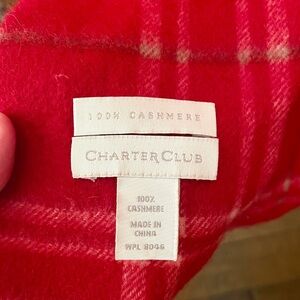 100% CASHMERE
CHARTER CLUB
100%
CASHMERE
MADE IN
CHINA
WPL 8046